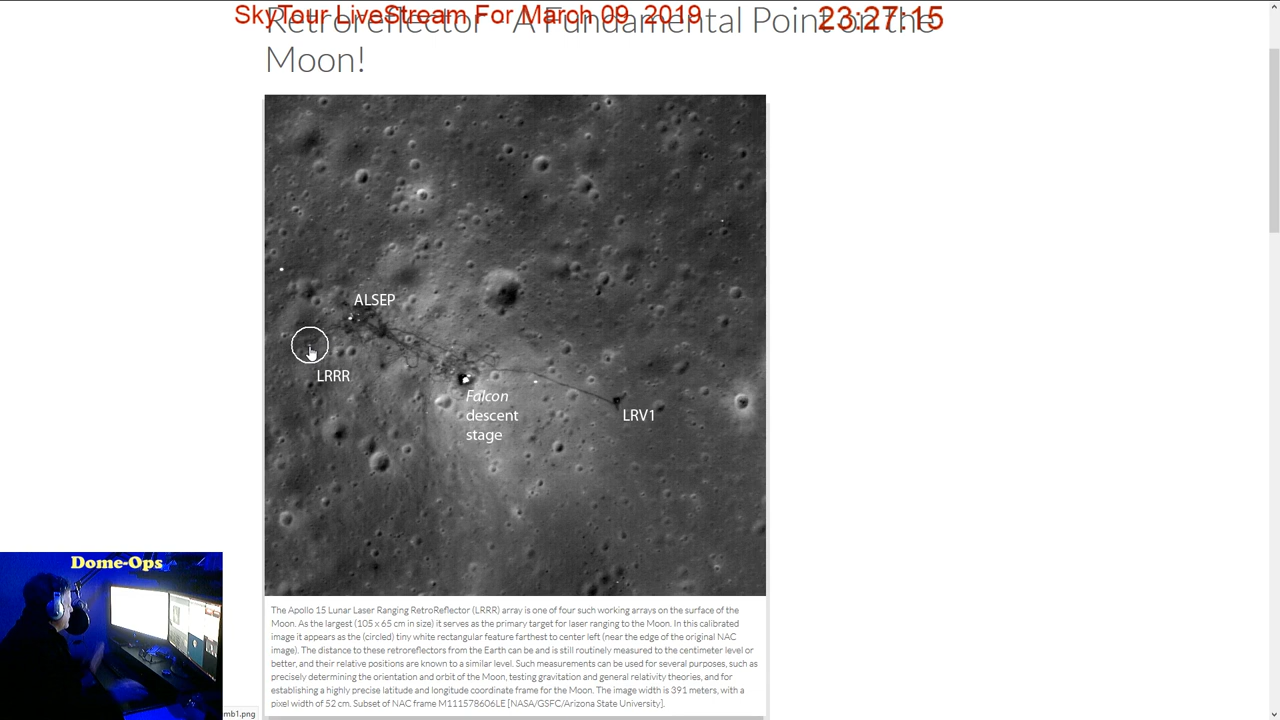 SkyTour LiveStream For March 09, 2019
23:27:15
Retroreflector - A Fundamental Point on the
Moon!
ALSEP
LRRR
Falcon
descent
stage
LRV1
Dome-Ops
The Apollo 15 Lunar Laser Ranging RetroReflector (LRRR) array is one of four such working arrays on the surface of the
Moon. As the largest (105 x 65 cm in size) it serves as the primary target for laser ranging to the Moon. In this calibrated
image it appears as the (circled) tiny white rectangular feature farthest to center left (near the edge of the original NAC
image). The distance to these retroreflectors from the Earth can be and is still routinely measured to the centimeter level or
better, and their relative positions are known to a similar level. Such measurements can be used for several purposes, such as
precisely determining the orientation and orbit of the Moon, testing gravitation and general relativity theories, and for
establishing a highly precise latitude and longitude coordinate frame for the Moon. The image width is 391 meters, with a
pixel width of 52 cm. Subset of NAC frame M111578606LE [NASA/GSFC/Arizona State University].
mb1.png